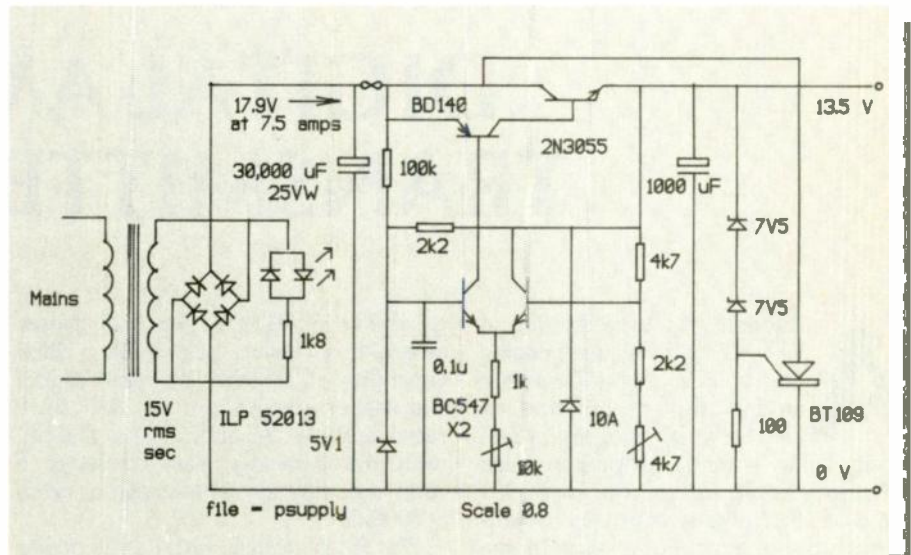 17.9V
at 7.5 amps
BD140
2N3055
13.5 V
30,000 uF
25VW
100k
1000 uF
7V5
2k2
4k7
Mains
7V5
1k8
0.1u
1k
2k2
BC547
X2
10A
BT109
15V
rms
sec
ILP 52013
5V1
10k
4k7
100
0 V
file = psupply
Scale 0.8